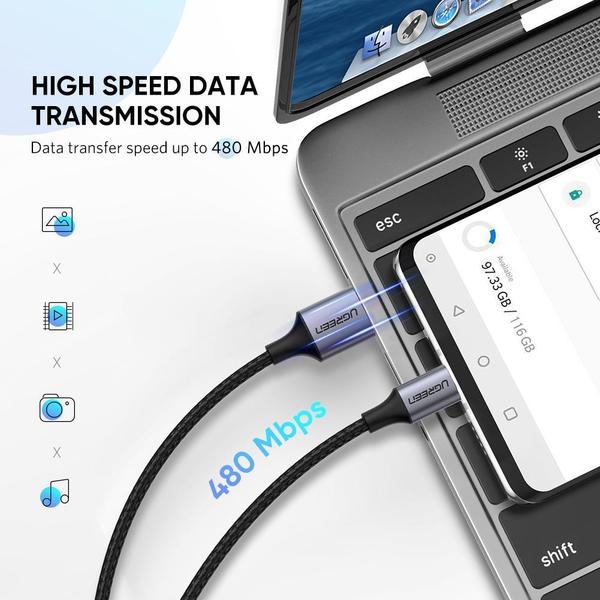 HIGH SPEED DATA
TRANSMISSION
Data transfer speed up to 480 Mbps
esc
F1
Available
97.33 GB / 116 GB
UGREEN
UGREEN
480 Mbps
X
X
X
shift